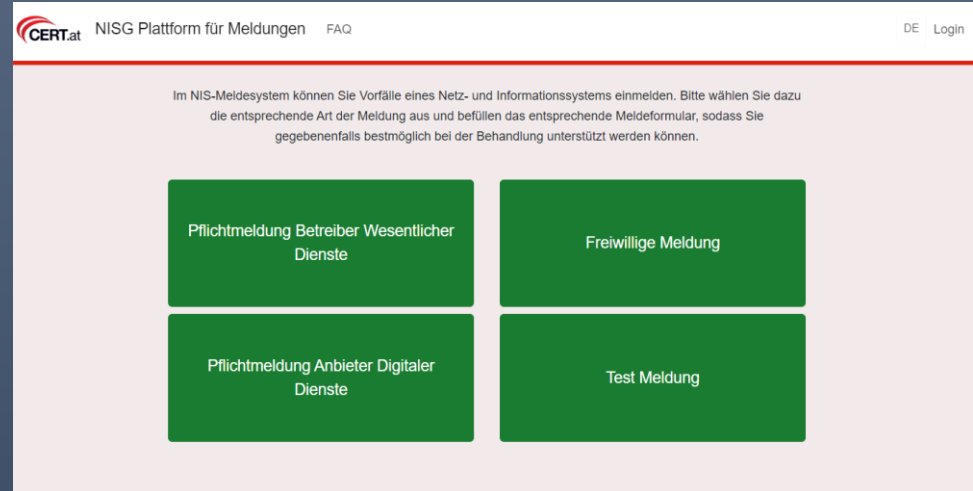 CERT.at NISG Plattform für Meldungen FAQ DE Login
Im NIS-Meldesystem können Sie Vorfälle eines Netz- und Informationssystems einmelden. Bitte wählen Sie dazu
die entsprechende Art der Meldung aus und befüllen das entsprechende Meldeformular, sodass Sie
gegebenenfalls bestmöglich bei der Behandlung unterstützt werden können.
Pflichtmeldung Betreiber Wesentlicher
Dienste
Freiwillige Meldung
Pflichtmeldung Anbieter Digitaler
Dienste
Test Meldung